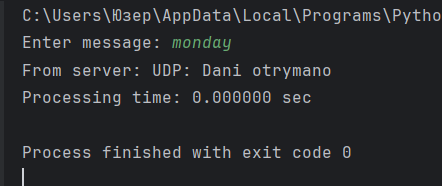 C:\Users\Юзер\AppData\Local\Programs\Pytho
Enter message: monday
From server: UDP: Dani otrymano
Processing time: 0.000000 sec
Process finished with exit code 0